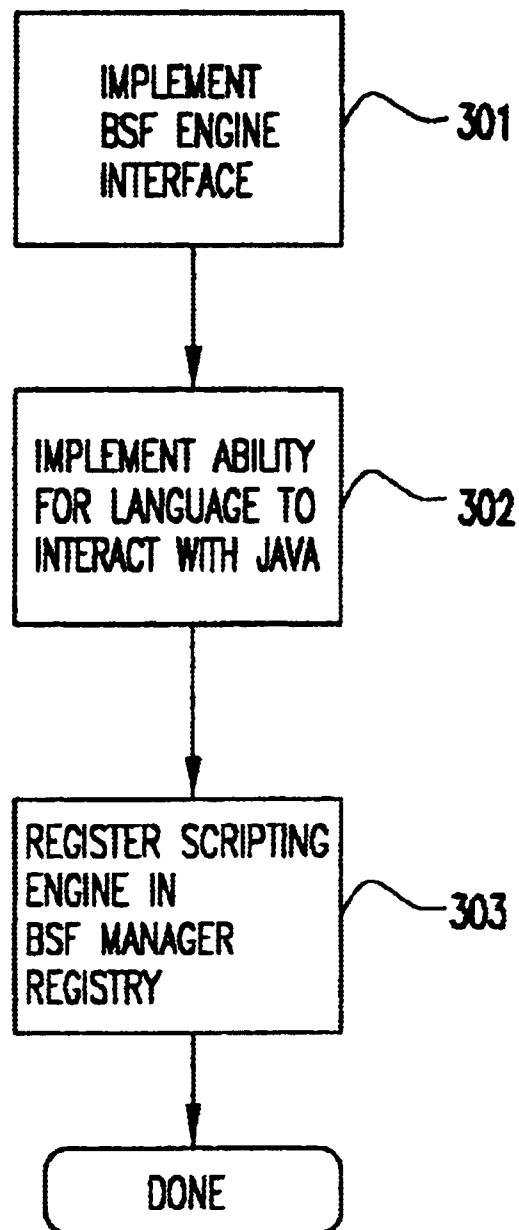 IMPLEMENT
BSF ENGINE
INTERFACE
301
IMPLEMENT ABILITY
FOR LANGUAGE TO
INTERACT WITH JAVA
302
REGISTER SCRIPTING
ENGINE IN
BSF MANAGER
REGISTRY
303
DONE